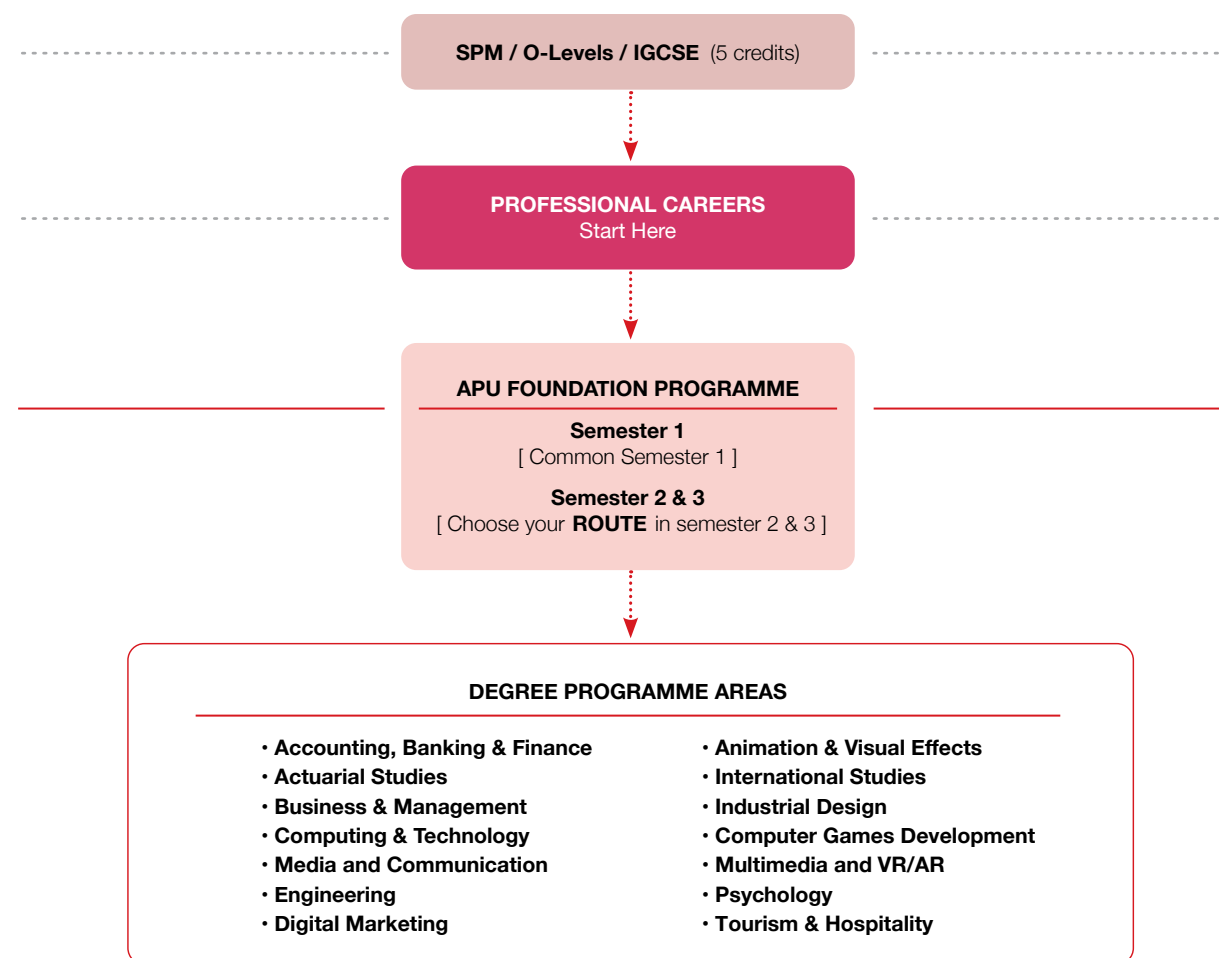 SPM / O-Levels / IGCSE (5 credits)
PROFESSIONAL CAREERS
Start Here
APU FOUNDATION PROGRAMME
Semester 1
[ Common Semester 1 ]
Semester 2 & 3
[ Choose your ROUTE in semester 2 & 3 ]
DEGREE PROGRAMME AREAS
• Accounting, Banking & Finance
• Actuarial Studies
• Business & Management
• Computing & Technology
• Media and Communication
• Engineering
• Digital Marketing
• Animation & Visual Effects
• International Studies
• Industrial Design
• Computer Games Development
• Multimedia and VR/AR
• Psychology
• Tourism & Hospitality